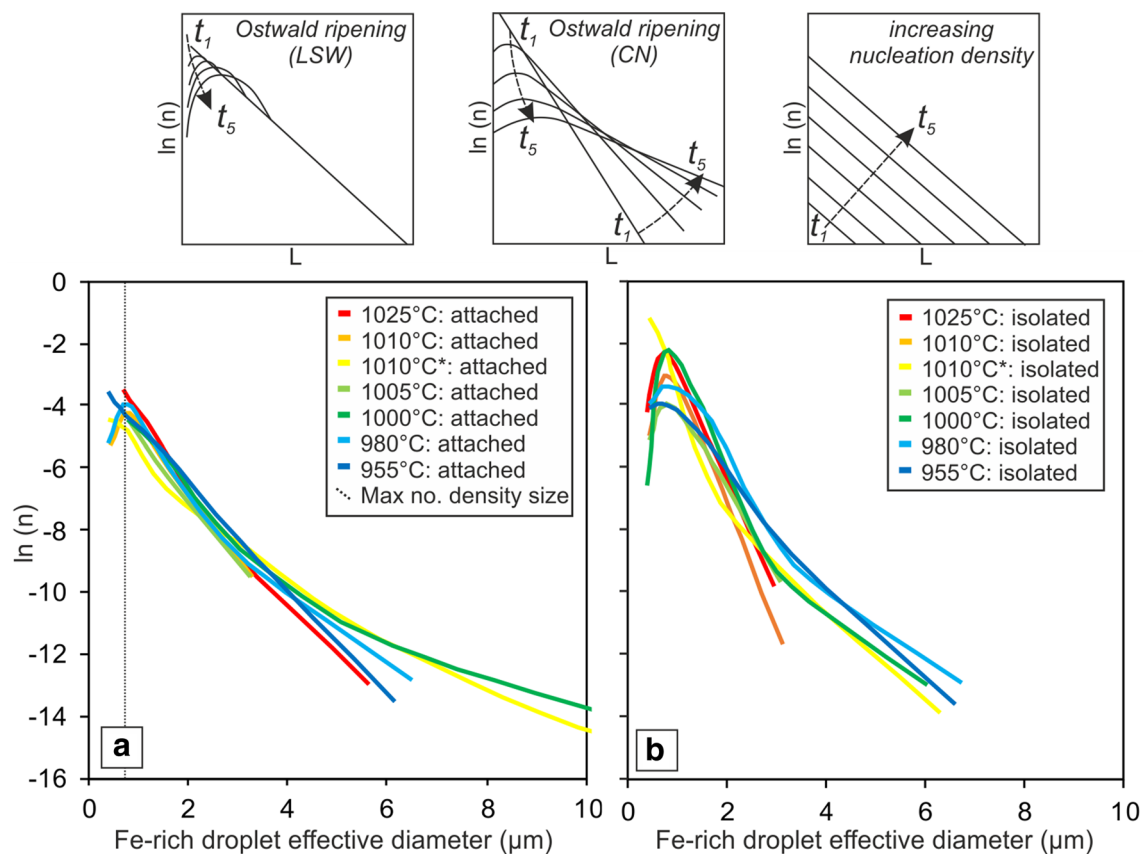 Ostwald ripening
(LSW)
t1
t5
ln (n)
L
Ostwald ripening
(CN)
t1
t5
t5
t1
ln (n)
L
increasing
nucleation density
t5
t1
ln (n)
L
0
-2
-4
-6
-8
-10
-12
-14
-16
ln (n)
1025°C: attached
1010°C: attached
1010°C*: attached
1005°C: attached
1000°C: attached
980°C: attached
955°C: attached
Max no. density size
a
0 2 4 6 8 10
Fe-rich droplet effective diameter (µm)
1025°C: isolated
1010°C: isolated
1010°C*: isolated
1005°C: isolated
1000°C: isolated
980°C: isolated
955°C: isolated
b
0 2 4 6 8 10
Fe-rich droplet effective diameter (µm)